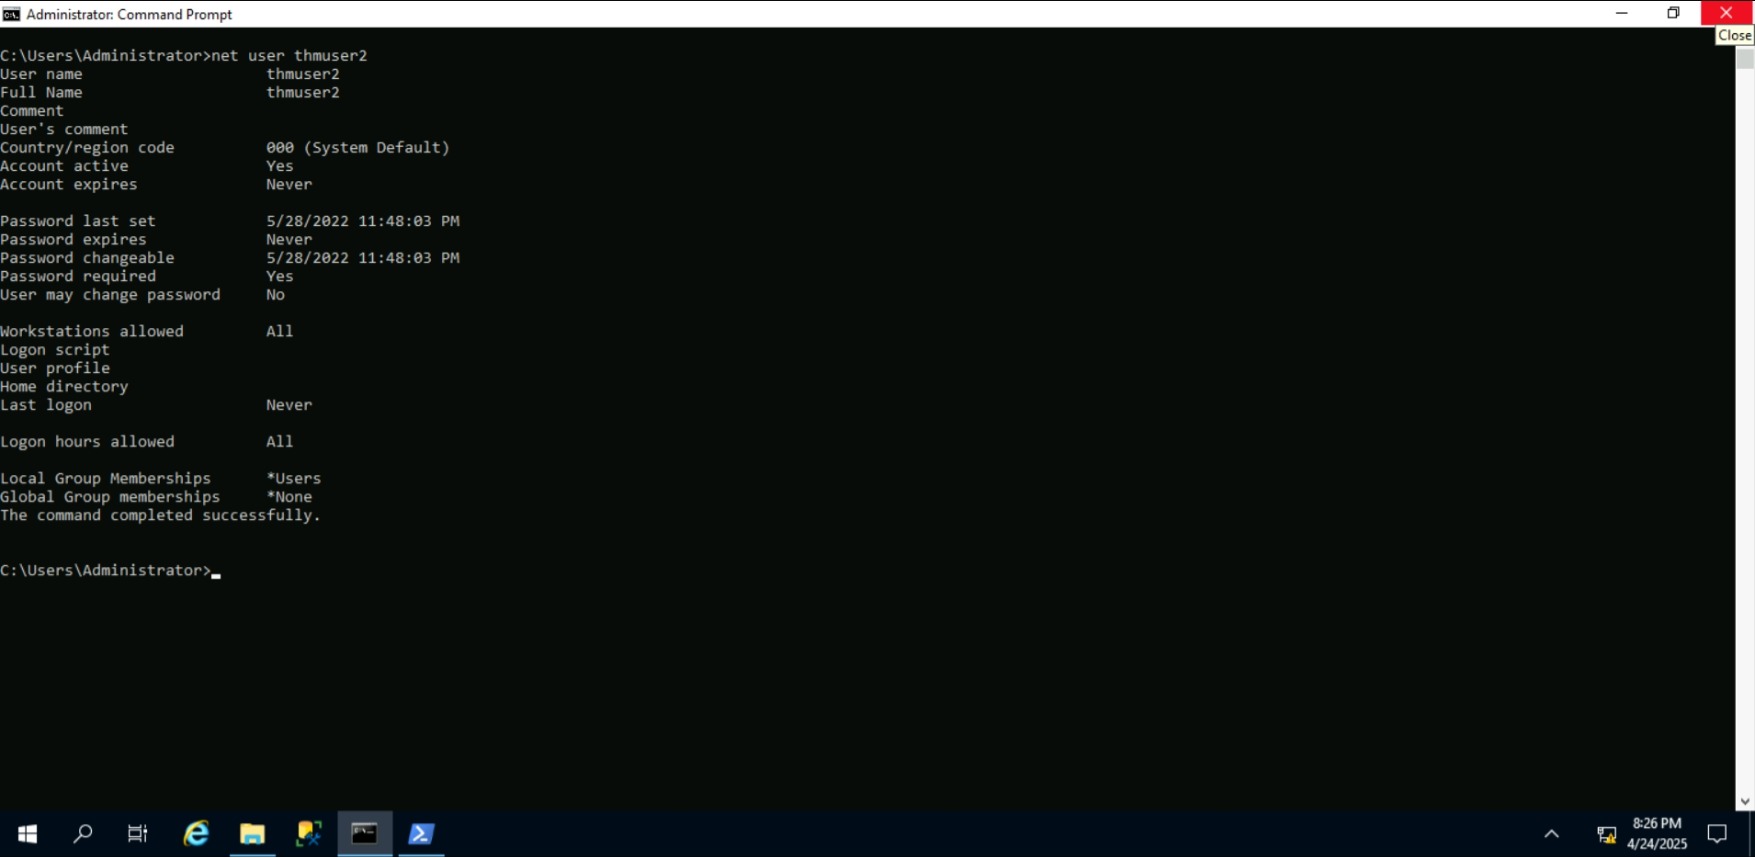 Administrator: Command Prompt
Close
C:\Users\Administrator>net user thmuser2
User name                    thmuser2
Full Name                    thmuser2
Comment
User's comment
Country/region code          000 (System Default)
Account active               Yes
Account expires              Never
Password last set            5/28/2022 11:48:03 PM
Password expires             Never
Password changeable          5/28/2022 11:48:03 PM
Password required            Yes
User may change password     No
Workstations allowed         All
Logon script
User profile
Home directory
Last logon                   Never
Logon hours allowed          All
Local Group Memberships      *Users
Global Group memberships     *None
The command completed successfully.
C:\Users\Administrator>
8:26 PM
4/24/2025